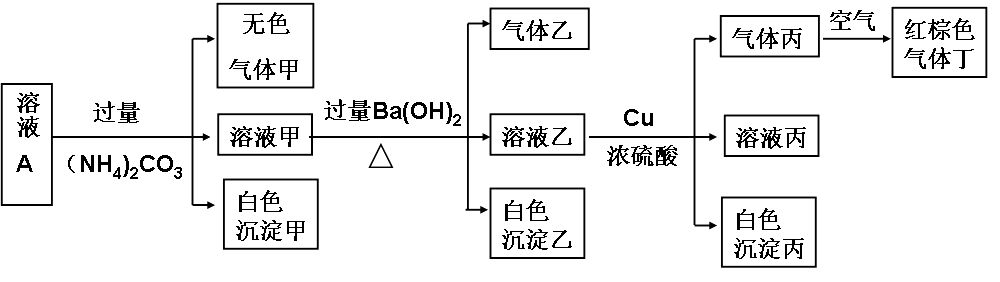 溶
液
A
过量
（NH₄)₂CO₃
无色
气体甲
溶液甲
白色
沉淀甲
过量Ba(OH)₂
△
气体乙
溶液乙
白色
沉淀乙
Cu
浓硫酸
气体丙
溶液丙
白色
沉淀丙
空气
红棕色
气体丁